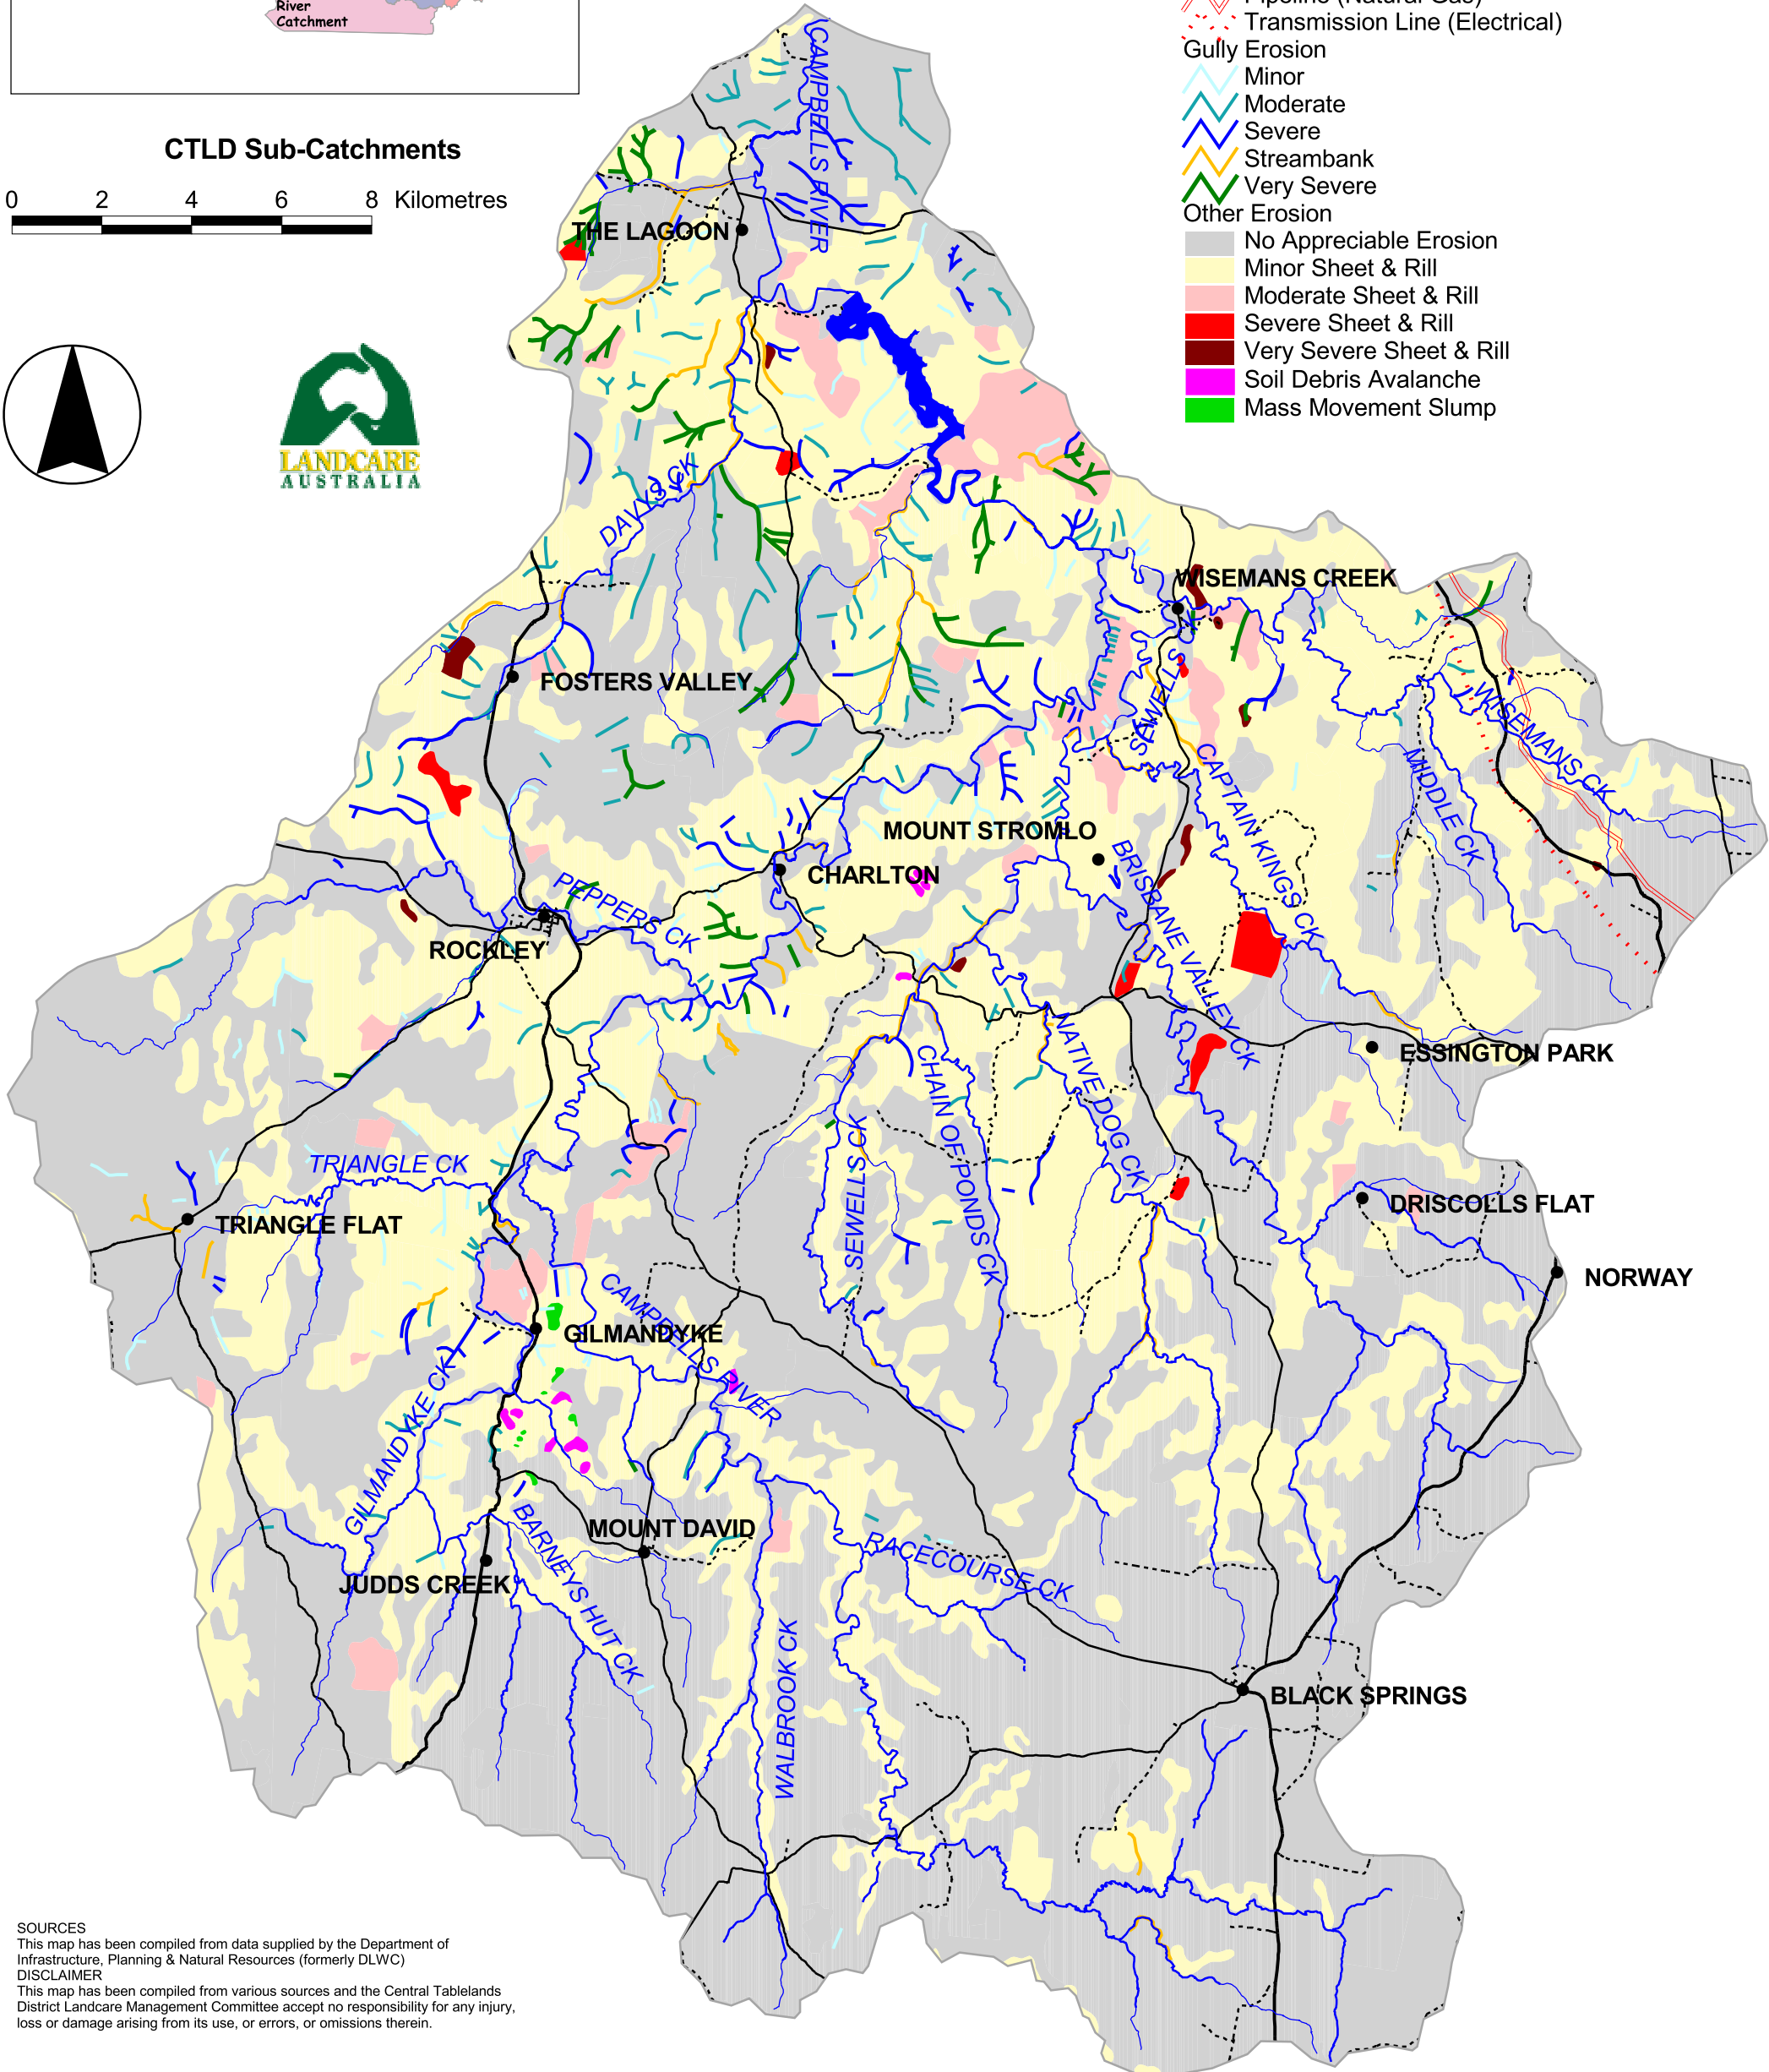 River
Catchment
CTLD Sub-Catchments
0 2 4 6 8 Kilometres
LANDCARE
AUSTRALIA
Pipeline (Natural Gas)
Transmission Line (Electrical)
Gully Erosion
Minor
Moderate
Severe
Streambank
Very Severe
Other Erosion
No Appreciable Erosion
Minor Sheet & Rill
Moderate Sheet & Rill
Severe Sheet & Rill
Very Severe Sheet & Rill
Soil Debris Avalanche
Mass Movement Slump
CAMPBELLS RIVER
THE LAGOON
DAVYS CK
WISEMANS CREEK
FOSTERS VALLEY
SEWELLS CK
WISEMANS CK
MIDDLE CK
CAPTAIN KINGS CK
MOUNT STROMLO
BRISBANE VALLEY CK
CHARLTON
PEPPERS CK
ROCKLEY
ESSINGTON PARK
NATIVE DOG CK
CHAIN OF PONDS CK
SEWELLS CK
TRIANGLE CK
TRIANGLE FLAT
DRISCOLLS FLAT
NORWAY
CAMPBELLS RIVER
GILMANDYKE
GILMANDYKE CK
MOUNT DAVID
BARNEYS HUT CK
RACECOURSE CK
JUDDS CREEK
WALBROOK CK
BLACK SPRINGS
SOURCES
This map has been compiled from data supplied by the Department of
Infrastructure, Planning & Natural Resources (formerly DLWC)
DISCLAIMER
This map has been compiled from various sources and the Central Tablelands
District Landcare Management Committee accept no responsibility for any injury,
loss or damage arising from its use, or errors, or omissions therein.